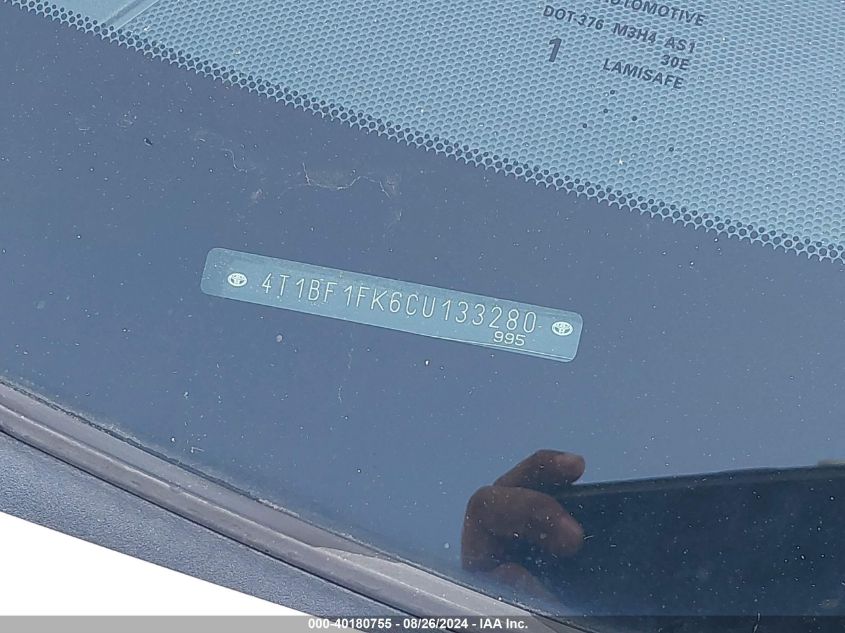 AUTOMOTIVE
DOT-376 M3H4 AS1
30E
1
LAMISAFE
4T1BF1FK6CU133280
995
000-40180755 - 08/26/2024 - IAA Inc.